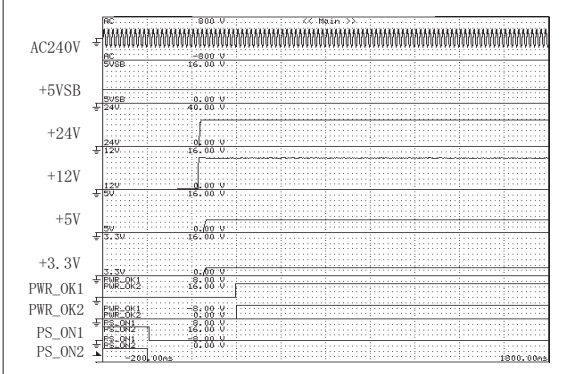 AC 800 V << Main >>
AC240V
AC -800 V
5VSB 16.00 V
+5VSB
5VSB 0.00 V
24V 40.00 V
+24V
24V 0.00 V
12V 16.00 V
+12V
12V 0.00 V
5V 16.00 V
+5V
5V 0.00 V
3.3V 16.00 V
+3.3V
3.3V 0.00 V
PWR_OK1 8.00 V
PWR_OK1
PWR_OK2 16.00 V
PWR_OK2
PWR_OK1 -8.00 V
PWR_OK2 0.00 V
PS_ON1 8.00 V
PS_ON1
PS_ON2 16.00 V
PS_ON1 -8.00 V
PS_ON2 0.00 V
PS_ON2
-200.00ms 1800.00ms